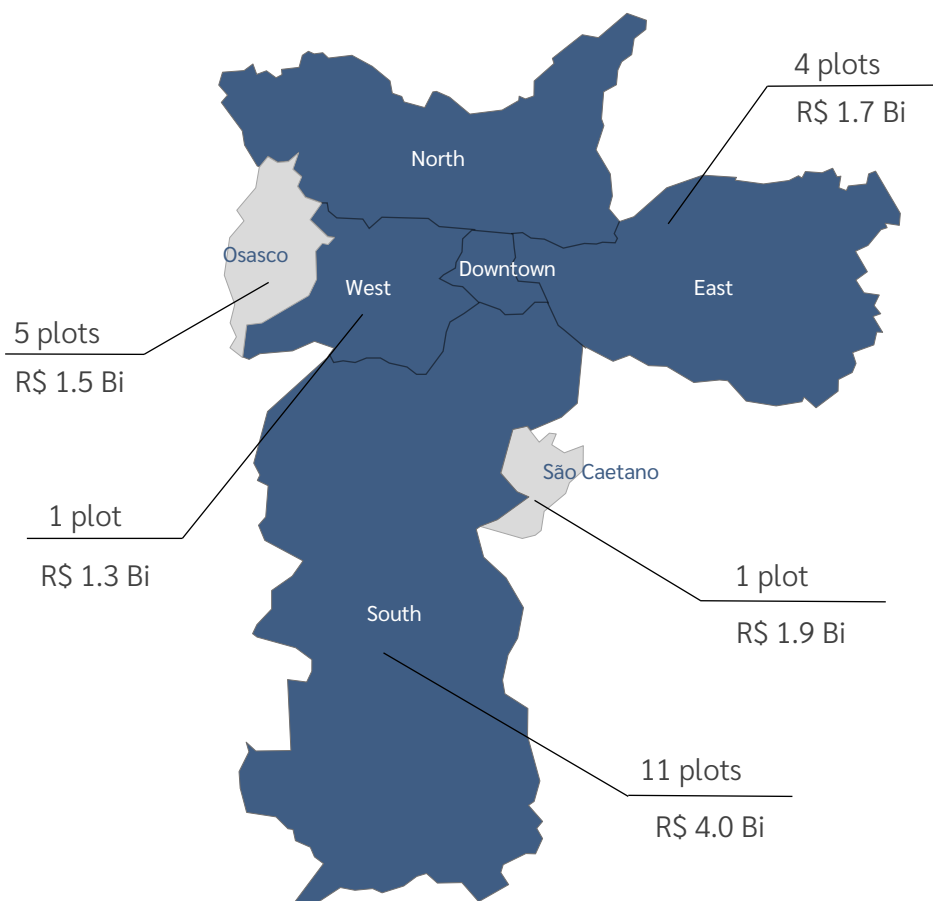 4 plots
R$ 1.7 Bi
North
Osasco
Downtown
West
East
5 plots
R$ 1.5 Bi
São Caetano
1 plot
R$ 1.3 Bi
1 plot
R$ 1.9 Bi
South
11 plots
R$ 4.0 Bi